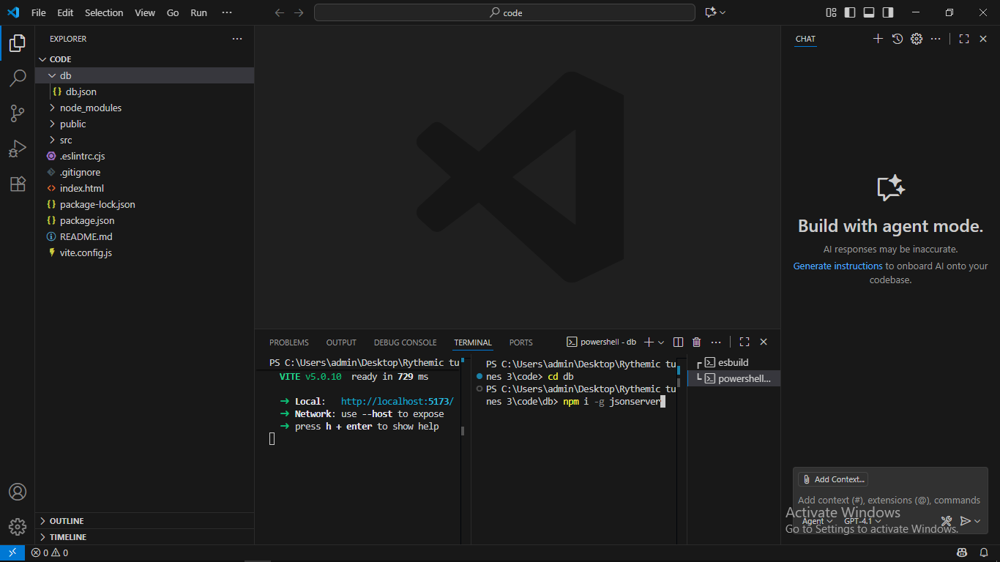 File Edit Selection View Go Run ···
code
EXPLORER ···
CODE
db
{} db.json
node_modules
public
src
.eslintrc.cjs
.gitignore
<> index.html
{} package-lock.json
{} package.json
README.md
vite.config.js
OUTLINE
TIMELINE
0 0
PROBLEMS OUTPUT DEBUG CONSOLE TERMINAL PORTS
powershell - db
PS C:\Users\admin\Desktop\Rythemic tu
VITE v5.0.10 ready in 729 ms
➜ Local: http://localhost:5173/
➜ Network: use --host to expose
➜ press h + enter to show help
PS C:\Users\admin\Desktop\Rythemic tu
nes 3\code> cd db
PS C:\Users\admin\Desktop\Rythemic tu
nes 3\code\db> npm i -g jsonserver
esbuild
powershell...
CHAT
Build with agent mode.
AI responses may be inaccurate.
Generate instructions to onboard AI onto your
codebase.
Add Context...
Add context (#), extensions (@), commands
Agent GPT-4.1
Activate Windows
Go to Settings to activate Windows.